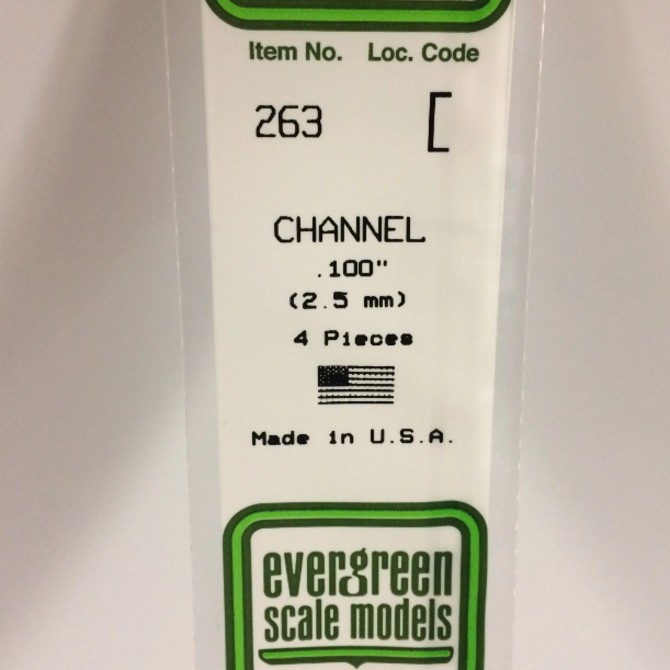 Item No. Loc. Code
263
CHANNEL
.100"
(2.5 mm)
4 Pieces
Made in U.S.A.
evergreen
scale models